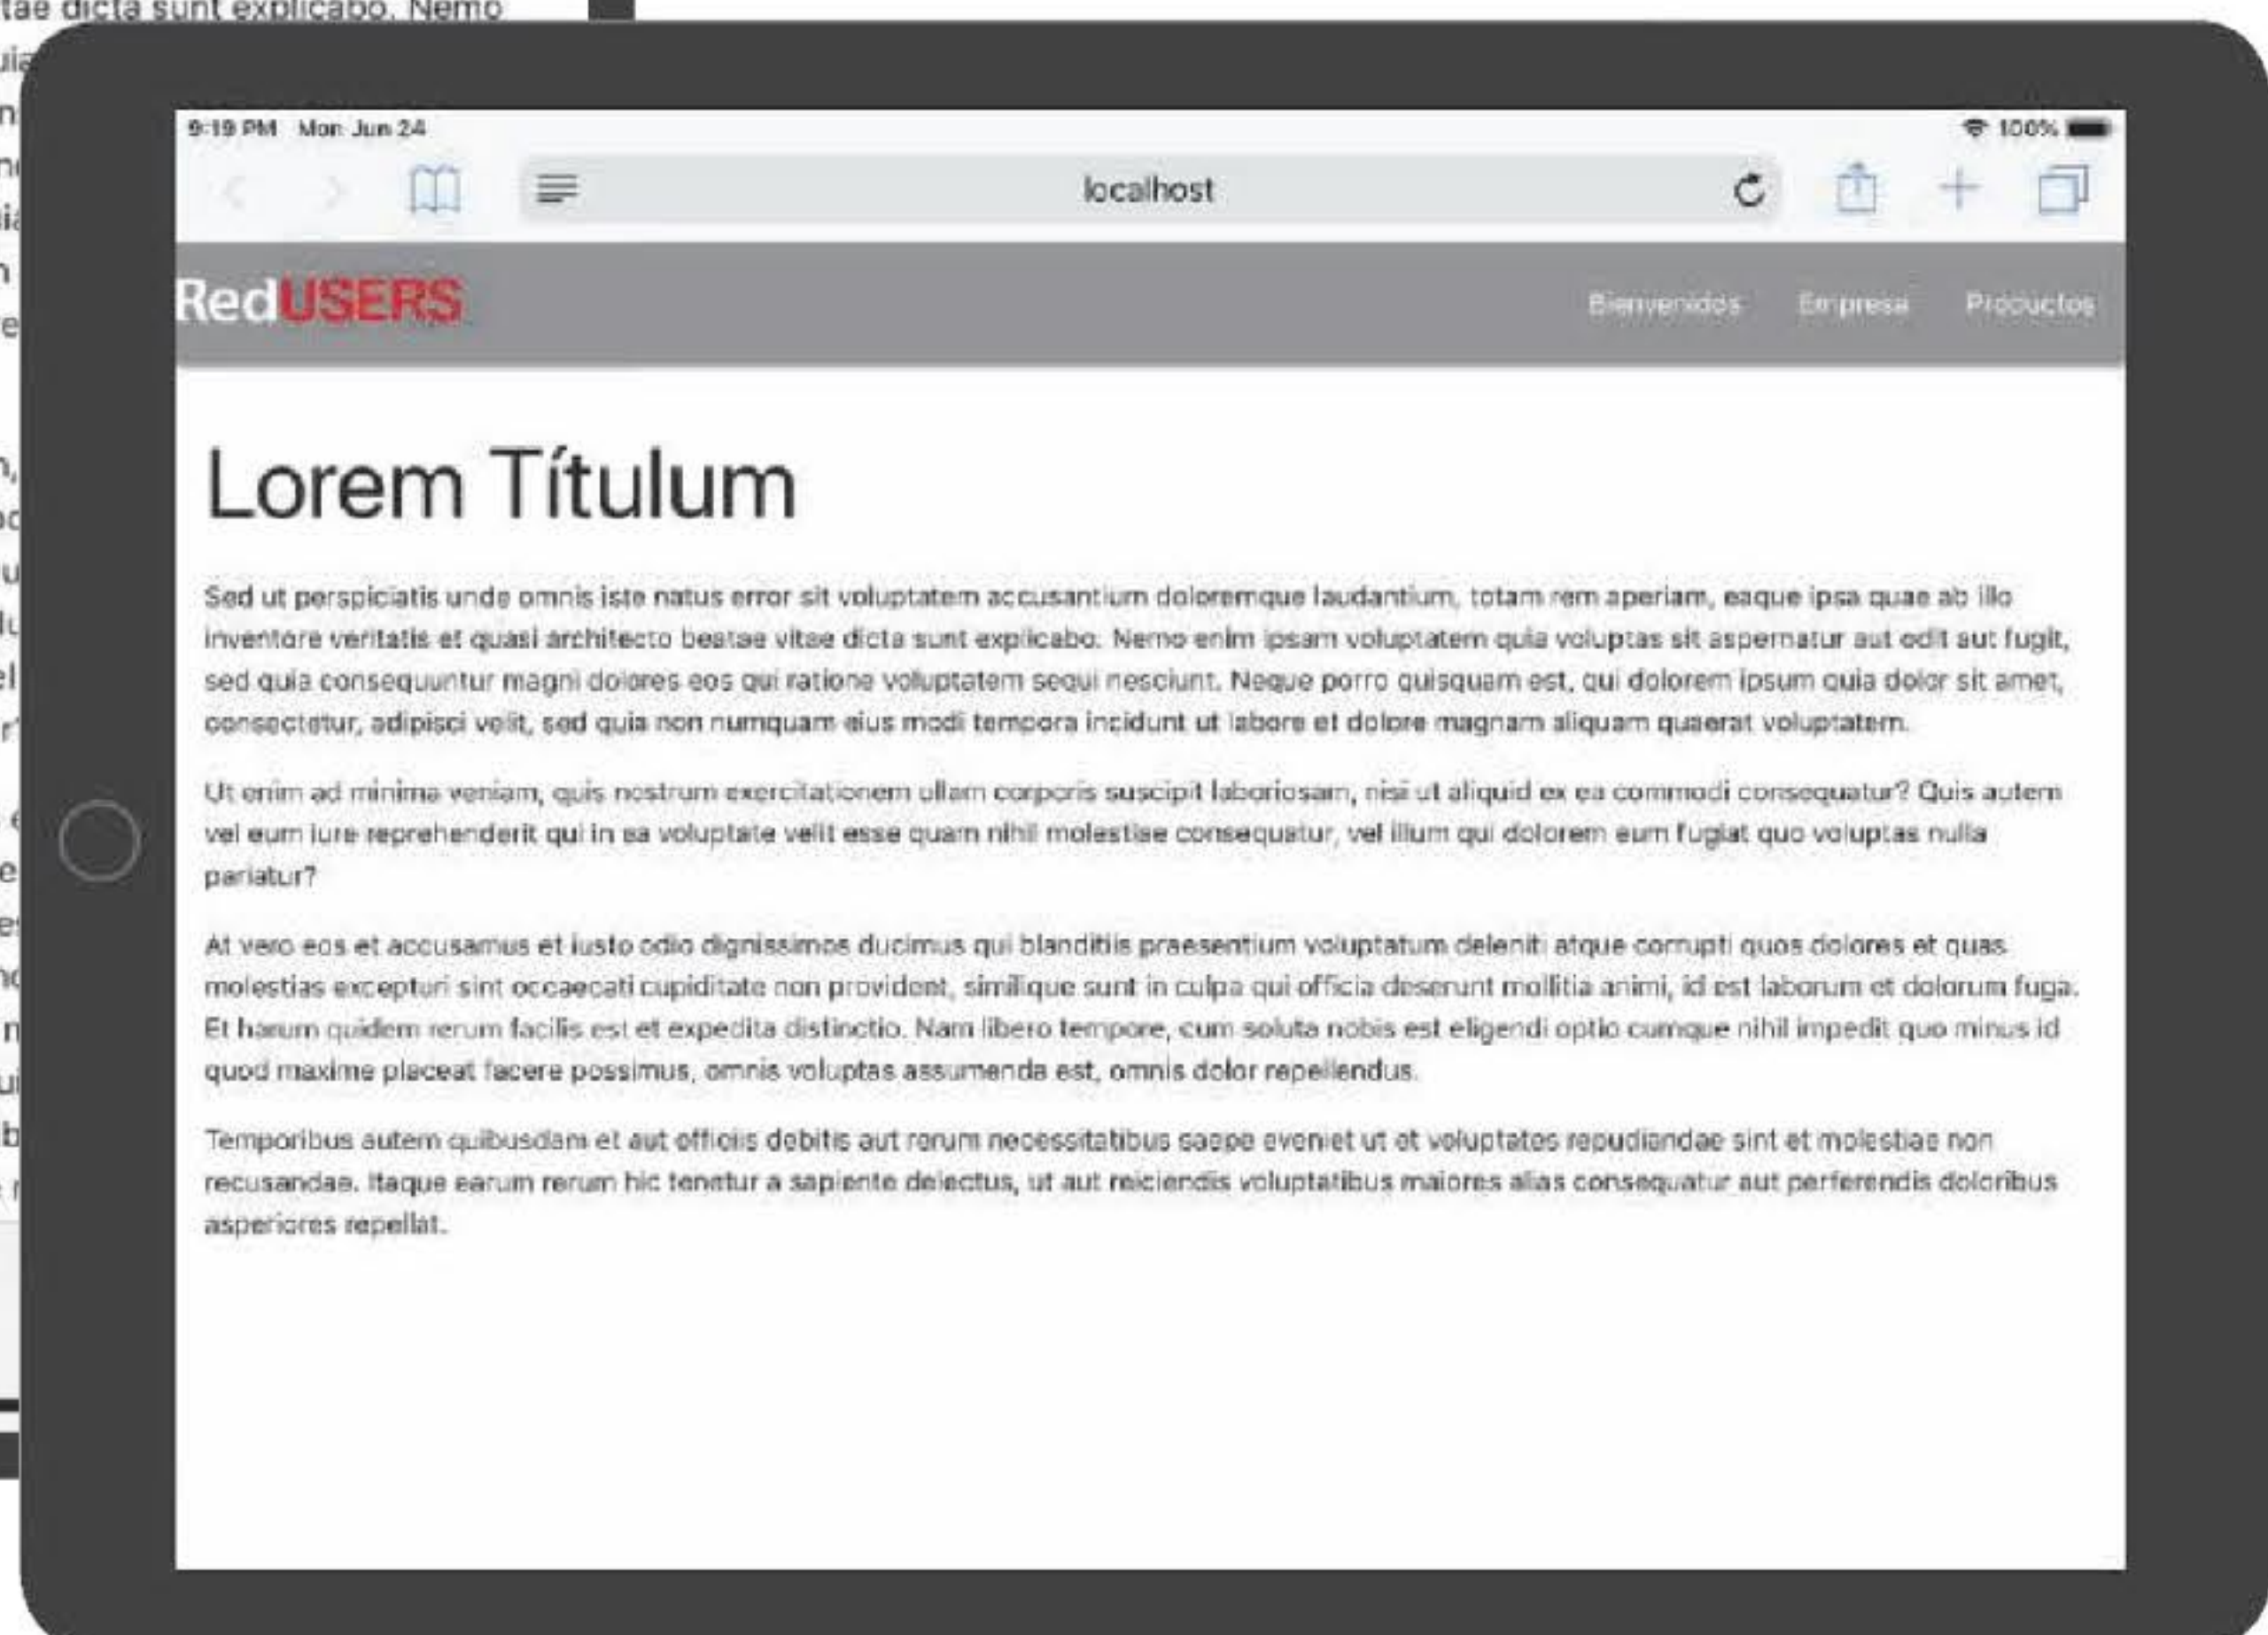 tae dicta sunt explicabo. Nemo
9:19 PM Mon Jun 24
100%
localhost
RedUSERS
Bienvenidos Empresa Productos
Lorem Títulum
Sed ut perspiciatis unde omnis iste natus error sit voluptatem accusantium doloremque laudantium, totam rem aperiam, eaque ipsa quae ab illo
inventore veritatis et quasi architecto beatae vitae dicta sunt explicabo. Nemo enim ipsam voluptatem quia voluptas sit aspernatur aut odit aut fugit,
sed quia consequuntur magni dolores eos qui ratione voluptatem sequi nesciunt. Neque porro quisquam est, qui dolorem ipsum quia dolor sit amet,
consectetur, adipisci velit, sed quia non numquam eius modi tempora incidunt ut labore et dolore magnam aliquam quaerat voluptatem.
Ut enim ad minima veniam, quis nostrum exercitationem ullam corporis suscipit laboriosam, nisi ut aliquid ex ea commodi consequatur? Quis autem
vel eum iure reprehenderit qui in ea voluptate velit esse quam nihil molestiae consequatur, vel illum qui dolorem eum fugiat quo voluptas nulla
pariatur?
At vero eos et accusamus et iusto odio dignissimos ducimus qui blanditiis praesentium voluptatum deleniti atque corrupti quos dolores et quas
molestias excepturi sint occaecati cupiditate non provident, similique sunt in culpa qui officia deserunt mollitia animi, id est laborum et dolorum fuga.
Et harum quidem rerum facilis est et expedita distinctio. Nam libero tempore, cum soluta nobis est eligendi optio cumque nihil impedit quo minus id
quod maxime placeat facere possimus, omnis voluptas assumenda est, omnis dolor repellendus.
Temporibus autem quibusdam et aut officiis debitis aut rerum necessitatibus saepe eveniet ut et voluptates repudiandae sint et molestiae non
recusandae. Itaque earum rerum hic tenetur a sapiente delectus, ut aut reiciendis voluptatibus maiores alias consequatur aut perferendis doloribus
asperiores repellat.